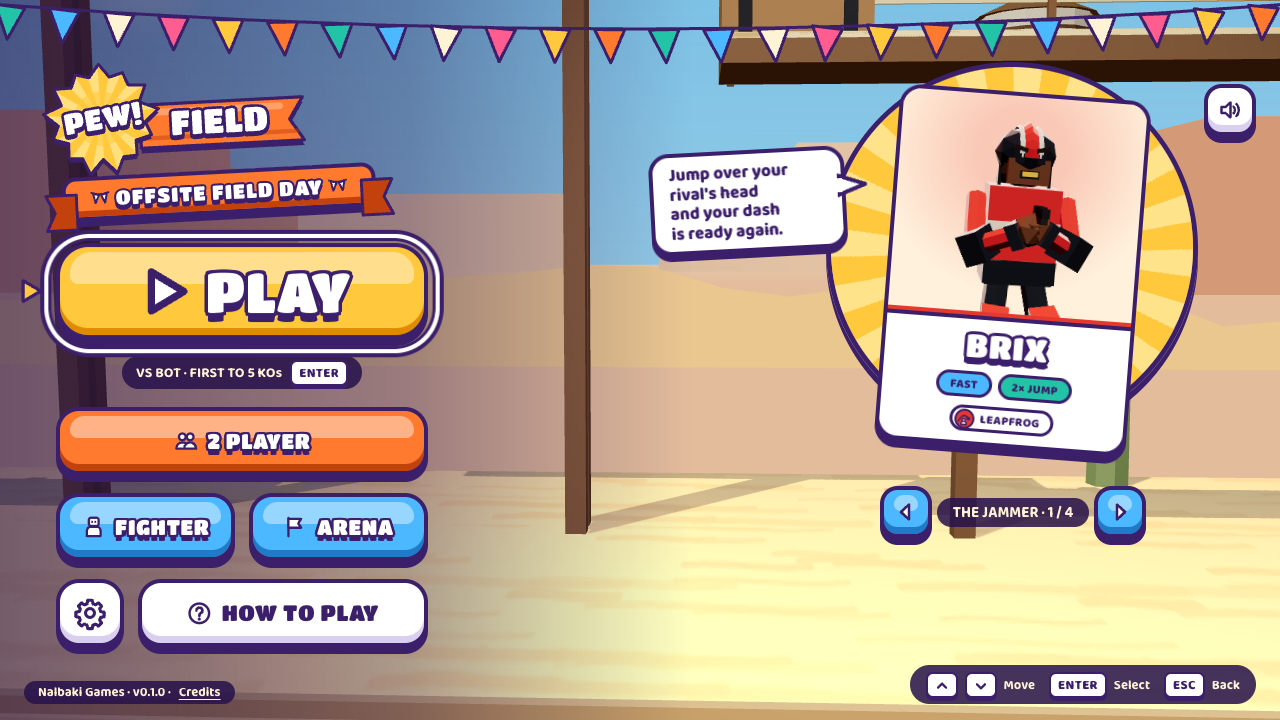 PEW!
FIELD
OFFSITE FIELD DAY
PLAY
VS BOT · FIRST TO 5 KOs ENTER
2 PLAYER
FIGHTER
ARENA
HOW TO PLAY
Naibaki Games · v0.1.0 · Credits
Jump over your
rival's head
and your dash
is ready again.
BRIX
FAST
2× JUMP
LEAPFROG
THE JAMMER · 1 / 4
Move ENTER Select ESC Back